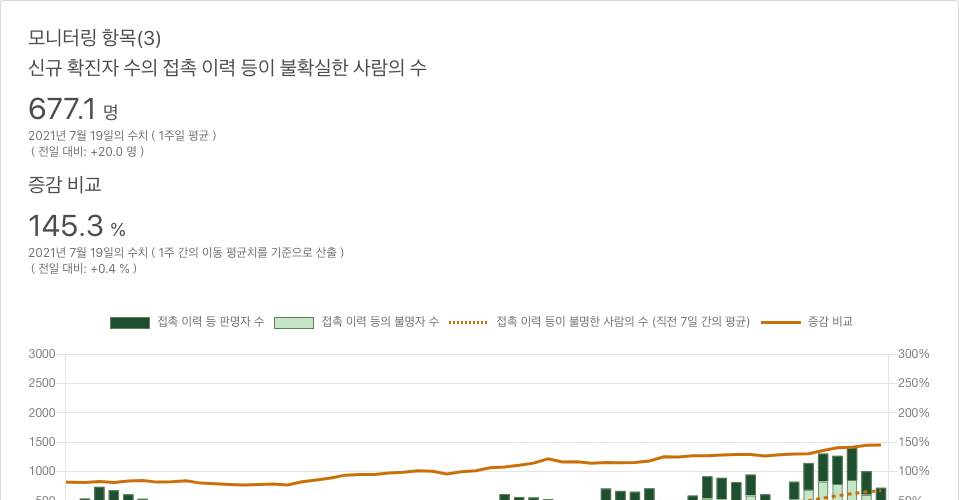 모니터링 항목(3)
신규 확진자 수의 접촉 이력 등이 불확실한 사람의 수
677.1 명
2021년 7월 19일의 수치 ( 1주일 평균 )
( 전일 대비: +20.0 명 )
증감 비교
145.3 %
2021년 7월 19일의 수치 ( 1주 간의 이동 평균치를 기준으로 산출 )
( 전일 대비: +0.4 % )
접촉 이력 등 판명자 수 접촉 이력 등의 불명자 수 접촉 이력 등이 불명한 사람의 수 (직전 7일 간의 평균) 증감 비교
3000 300%
2500 250%
2000 200%
1500 150%
1000 100%
500 50%